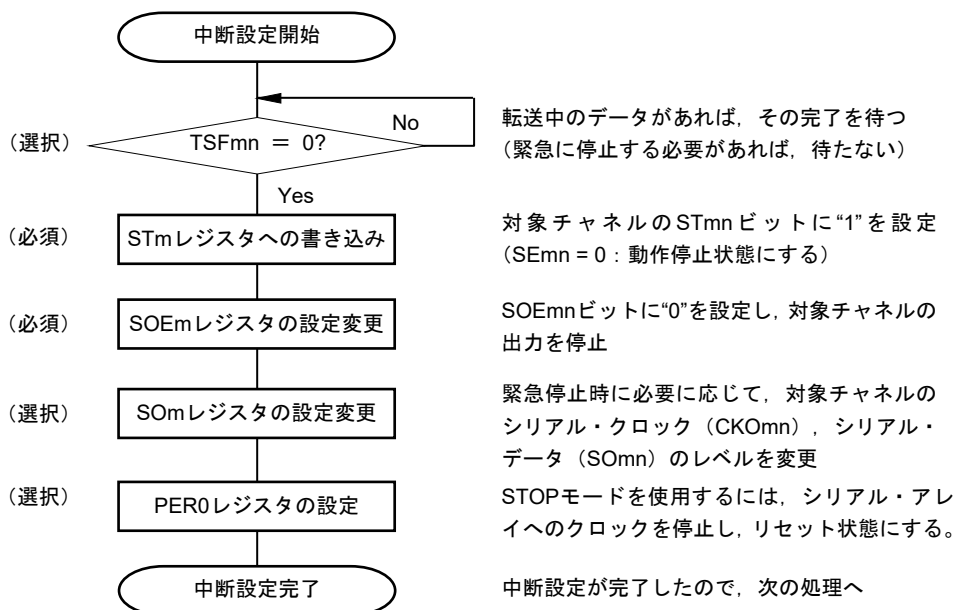 中断設定開始
(選択)
TSFmn = 0?
No
転送中のデータがあれば,その完了を待つ
(緊急に停止する必要があれば,待たない)
Yes
(必須)
STmレジスタへの書き込み
対象チャネルのSTmnビットに“1”を設定
(SEmn = 0:動作停止状態にする)
(必須)
SOEmレジスタの設定変更
SOEmnビットに“0”を設定し,対象チャネルの
出力を停止
(選択)
SOmレジスタの設定変更
緊急停止時に必要に応じて,対象チャネルの
シリアル・クロック(CKOmn),シリアル・
データ(SOmn)のレベルを変更
(選択)
PER0レジスタの設定
STOPモードを使用するには,シリアル・アレ
イへのクロックを停止し,リセット状態にする。
中断設定完了
中断設定が完了したので,次の処理へ